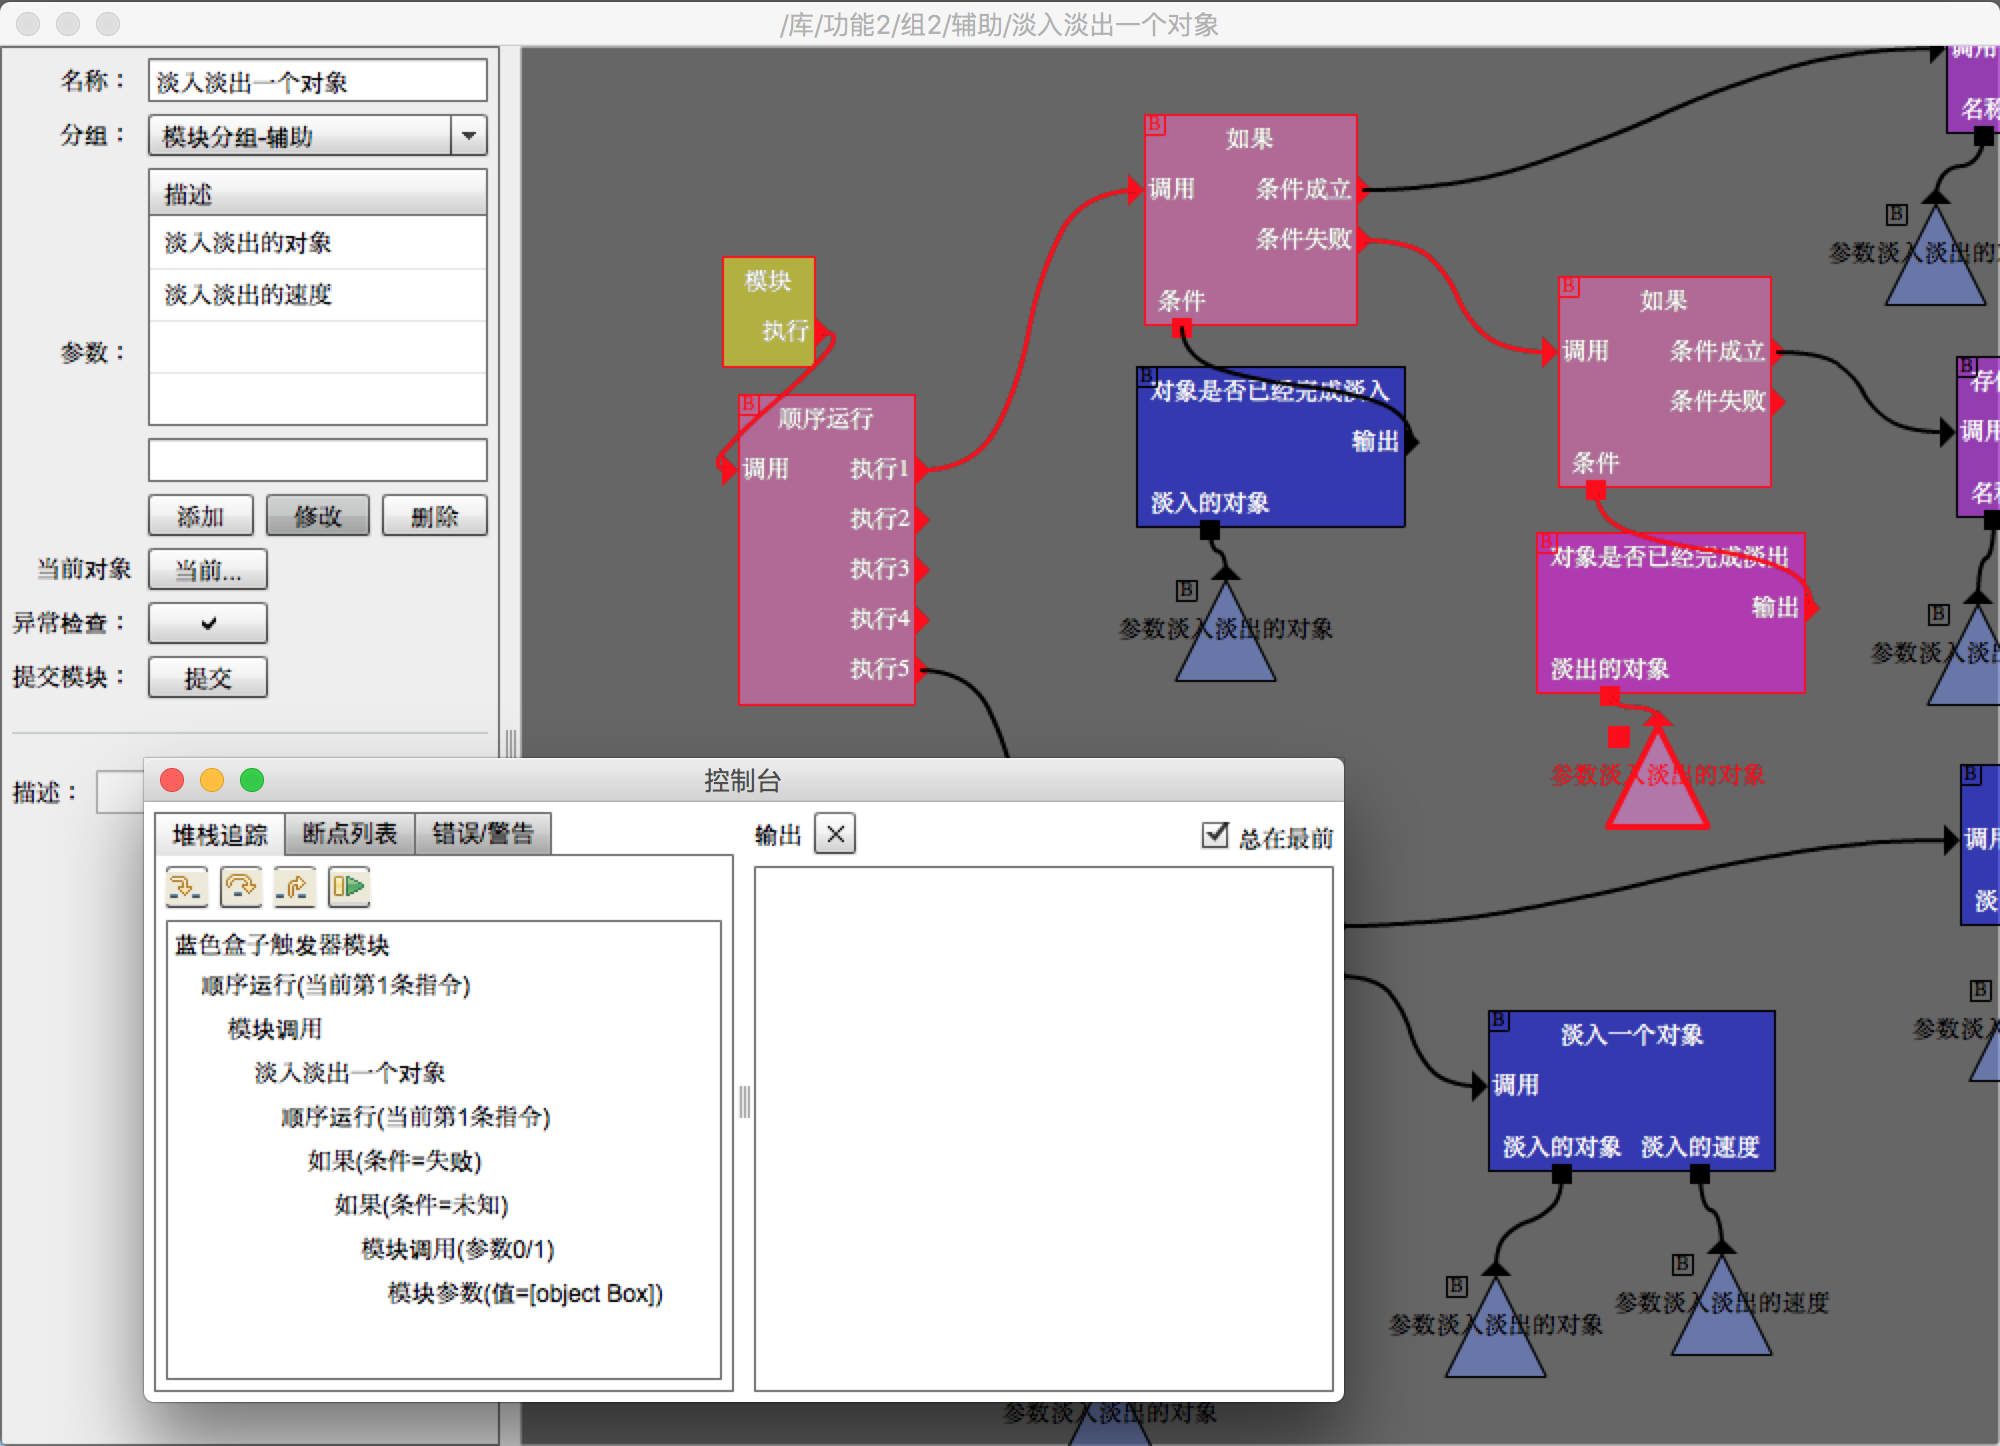 /库/功能2/组2/辅助/淡入淡出一个对象
名称：
淡入淡出一个对象
分组：
模块分组-辅助
描述
淡入淡出的对象
淡入淡出的速度
参数：
添加
修改
删除
当前对象
当前...
异常检查：
提交模块：
提交
描述：
模块
执行
B
顺序运行
调用
执行1
执行2
执行3
执行4
执行5
B
如果
调用
条件成立
条件失败
条件
B
对象是否已经完成淡入
输出
淡入的对象
B
参数淡入淡出的对象
B
如果
调用
条件成立
条件失败
条件
B
对象是否已经完成淡出
输出
淡出的对象
参数淡入淡出的对象
调用
名称
B
参数淡入淡出的
B
调用
B
参数淡入淡出
B
调用
淡
B
参数淡入
B
淡入一个对象
调用
淡入的对象
淡入的速度
B
参数淡入淡出的对象
B
参数淡入淡出的速度
参数淡入淡出的对象
控制台
堆栈追踪
断点列表
错误/警告
蓝色盒子触发器模块
顺序运行(当前第1条指令)
模块调用
淡入淡出一个对象
顺序运行(当前第1条指令)
如果(条件=失败)
如果(条件=未知)
模块调用(参数0/1)
模块参数(值=[object Box])
输出
总在最前